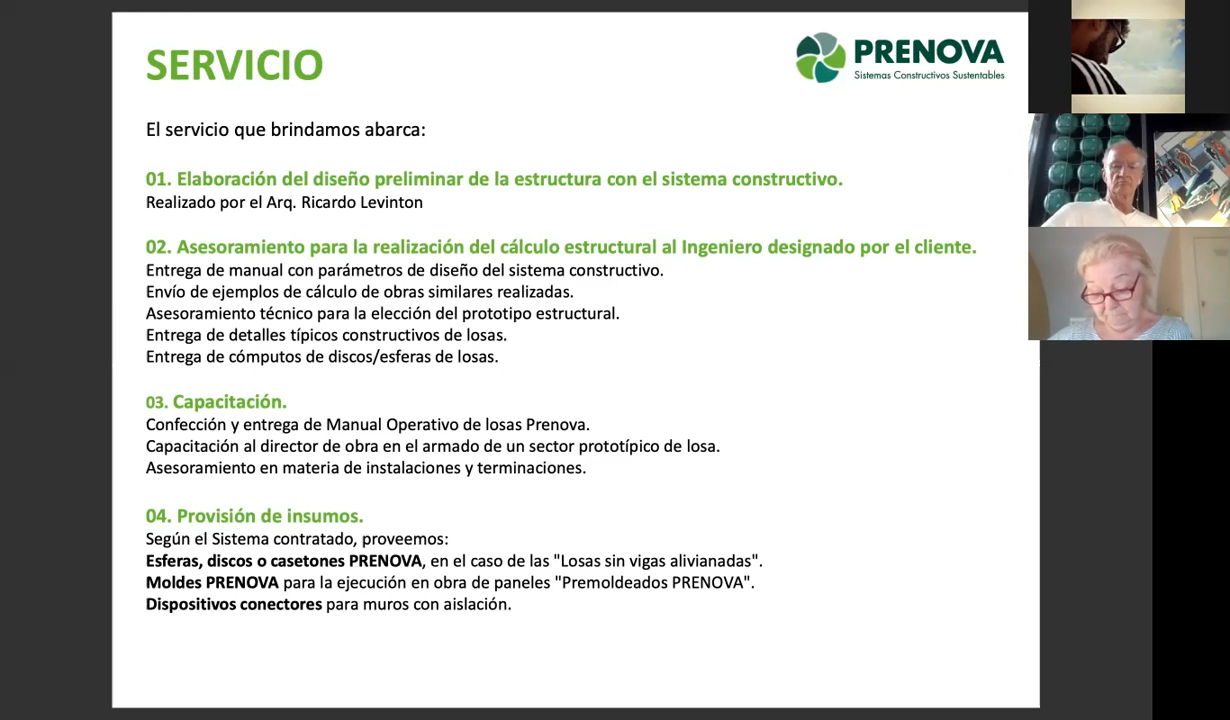 SERVICIO
PRENOVA
Sistemas Constructivos Sustentables
El servicio que brindamos abarca:
01. Elaboración del diseño preliminar de la estructura con el sistema constructivo.
Realizado por el Arq. Ricardo Levinton
02. Asesoramiento para la realización del cálculo estructural al Ingeniero designado por el cliente.
Entrega de manual con parámetros de diseño del sistema constructivo.
Envío de ejemplos de cálculo de obras similares realizadas.
Asesoramiento técnico para la elección del prototipo estructural.
Entrega de detalles típicos constructivos de losas.
Entrega de cómputos de discos/esferas de losas.
03. Capacitación.
Confección y entrega de Manual Operativo de losas Prenova.
Capacitación al director de obra en el armado de un sector prototípico de losa.
Asesoramiento en materia de instalaciones y terminaciones.
04. Provisión de insumos.
Según el Sistema contratado, proveemos:
Esferas, discos o casetones PRENOVA, en el caso de las "Losas sin vigas alivianadas".
Moldes PRENOVA para la ejecución en obra de paneles "Premoldeados PRENOVA".
Dispositivos conectores para muros con aislación.